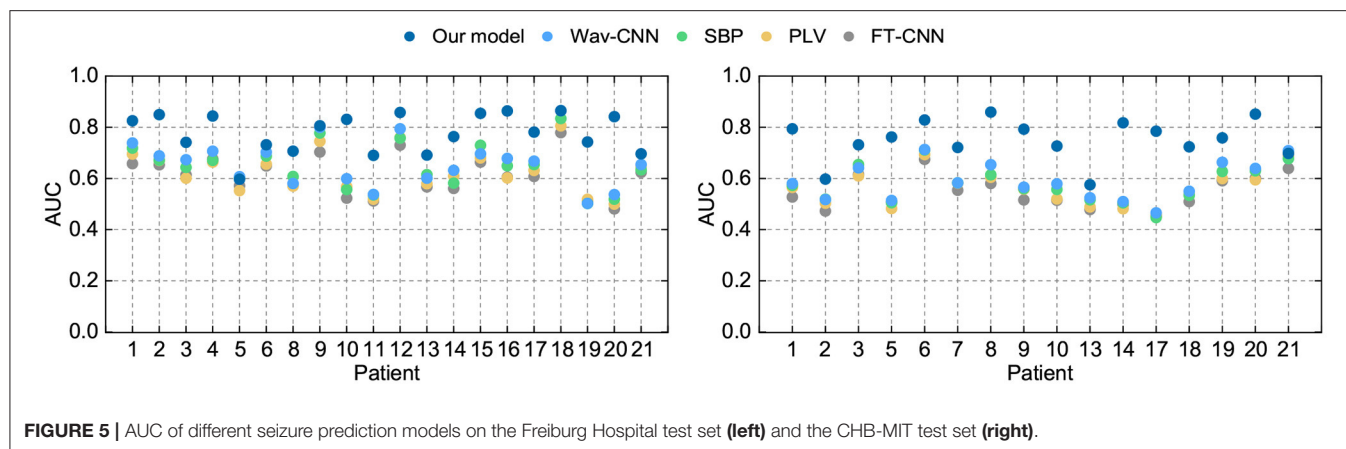 Our model Wav-CNN SBP PLV FT-CNN
AUC
1.0
0.8
0.6
0.4
0.2
0.0
1 2 3 4 5 6 8 9 10 11 12 13 14 15 16 17 18 19 20 21
Patient
AUC
1.0
0.8
0.6
0.4
0.2
0.0
1 2 3 5 6 7 8 9 10 13 14 17 18 19 20 21
Patient
FIGURE 5 | AUC of different seizure prediction models on the Freiburg Hospital test set (left) and the CHB-MIT test set (right).